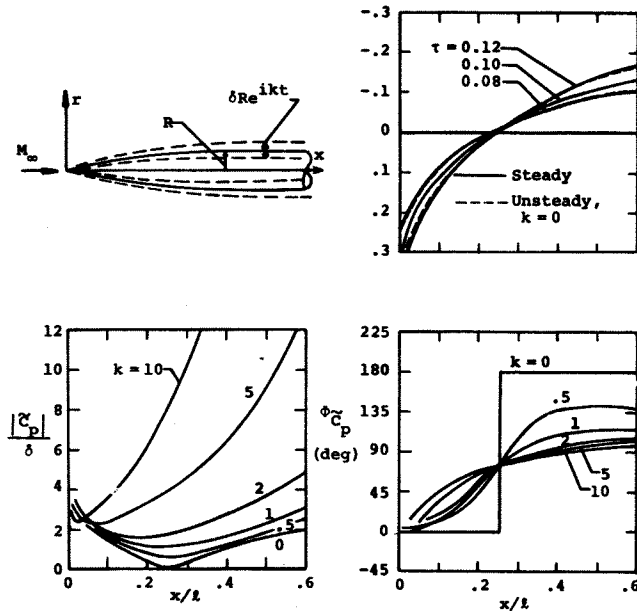 r
δRe^ikt
R
x
M∞
-.3
-.2
-.1
0
.1
.2
.3
τ = 0.12
0.10
0.08
Steady
Unsteady,
k = 0
12
10
8
6
4
2
0
|C̃p|
δ
k = 10
5
2
1
.5
0
0
.2
.4
.6
x/ℓ
225
180
135
90
45
0
-45
Φ C̃p
(deg)
k = 0
.5
1
2
5
10
0
.2
.4
.6
x/ℓ